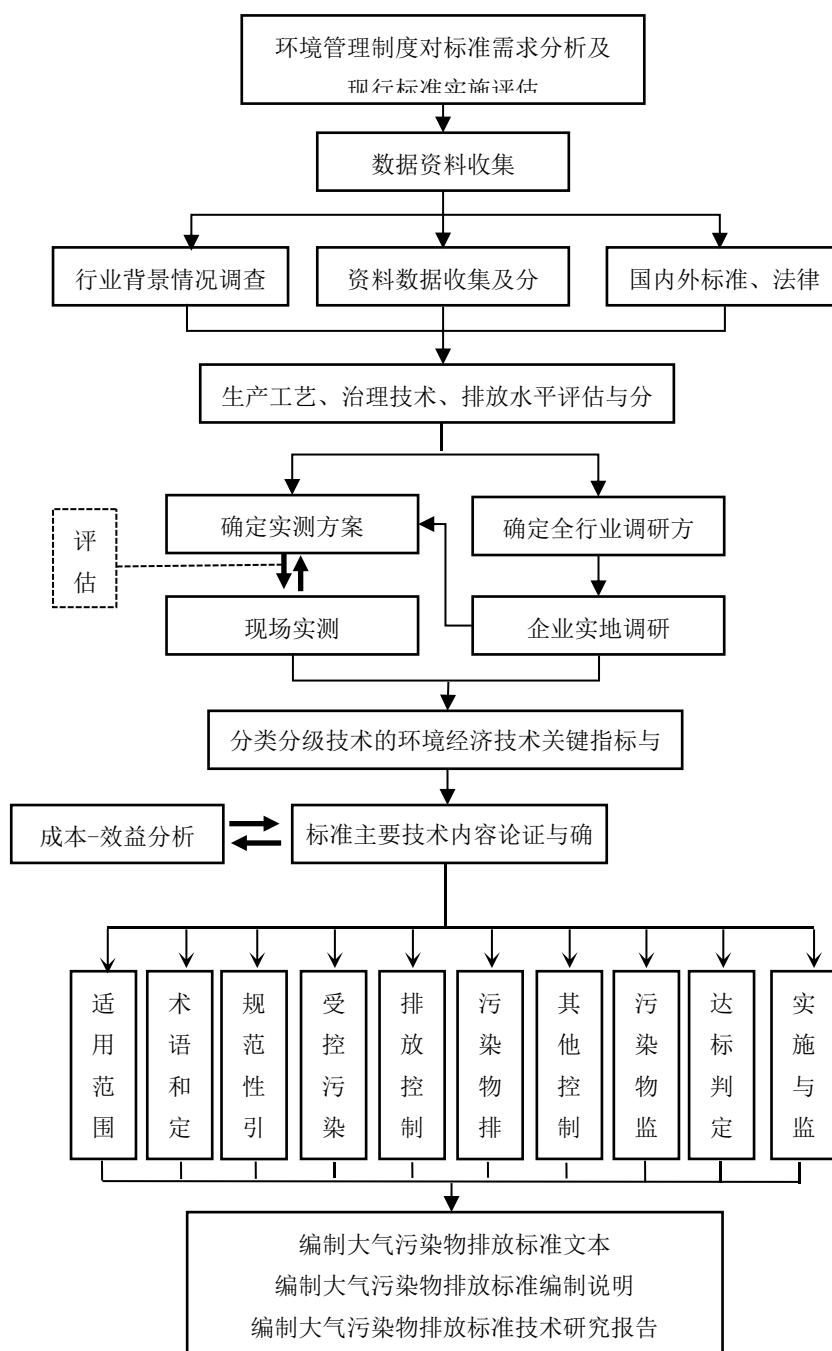 环境管理制度对标准需求分析及
现行标准实施评估
数据资料收集
行业背景情况调查
资料数据收集及分
国内外标准、法律
生产工艺、治理技术、排放水平评估与分
确定实测方案
确定全行业调研方
评
估
现场实测
企业实地调研
分类分级技术的环境经济技术关键指标与
成本-效益分析
标准主要技术内容论证与确
适用范围
术语和定
规范性引
受控污染
排放控制
污染物排
其他控制
污染物监
达标判定
实施与监
编制大气污染物排放标准文本
编制大气污染物排放标准编制说明
编制大气污染物排放标准技术研究报告